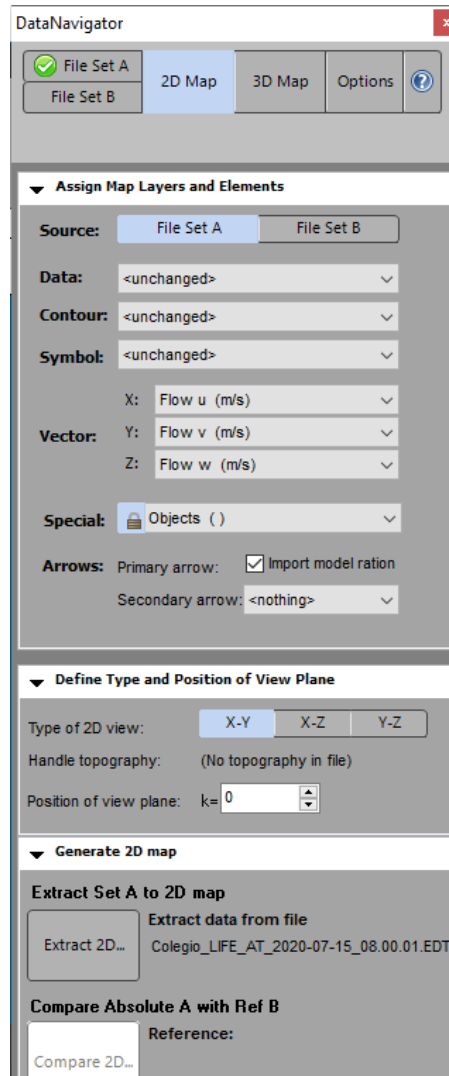 DataNavigator
File Set A
File Set B
2D Map
3D Map
Options
?
Assign Map Layers and Elements
Source: File Set A File Set B
Data: <unchanged>
Contour: <unchanged>
Symbol: <unchanged>
Vector:
X: Flow u (m/s)
Y: Flow v (m/s)
Z: Flow w (m/s)
Special: Objects ( )
Arrows: Primary arrow: Import model ration
Secondary arrow: <nothing>
Define Type and Position of View Plane
Type of 2D view: X-Y X-Z Y-Z
Handle topography: (No topography in file)
Position of view plane: k= 0
Generate 2D map
Extract Set A to 2D map
Extract 2D...
Extract data from file
Colegio_LIFE_AT_2020-07-15_08.00.01.EDT
Compare Absolute A with Ref B
Compare 2D...
Reference: